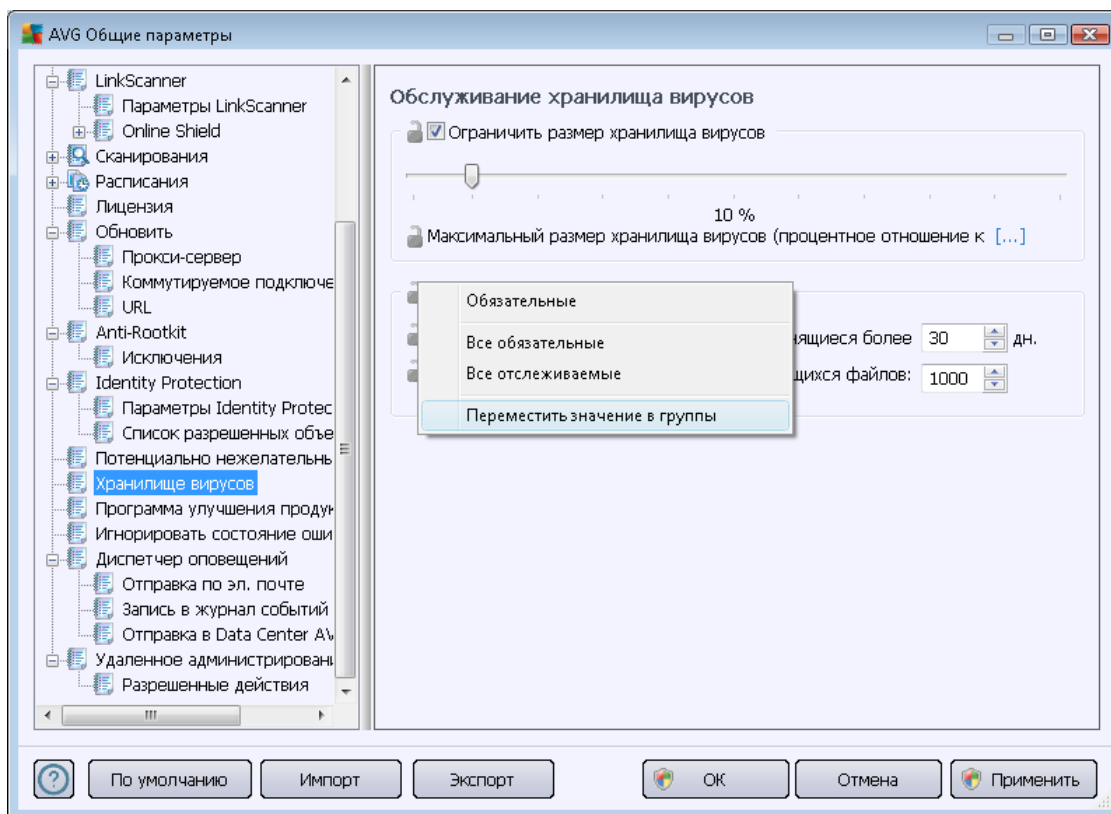 AVG Общие параметры
LinkScanner
Параметры LinkScanner
Online Shield
Сканирования
Расписания
Лицензия
Обновить
Прокси-сервер
Коммутируемое подключе
URL
Anti-Rootkit
Исключения
Identity Protection
Параметры Identity Protec
Список разрешенных объе
Потенциально нежелательнь
Хранилище вирусов
Программа улучшения продук
Игнорировать состояние оши
Диспетчер оповещений
Отправка по эл. почте
Запись в журнал событий
Отправка в Data Center AV
Удаленное администрировани
Разрешенные действия
Обслуживание хранилища вирусов
Ограничить размер хранилища вирусов
10 %
Максимальный размер хранилища вирусов (процентное отношение к [...]
Обязательные
Все обязательные
Все отслеживаемые
Переместить значение в группы
нящиеся более 30 дн.
щихся файлов: 1000
По умолчанию
Импорт
Экспорт
ОК
Отмена
Применить